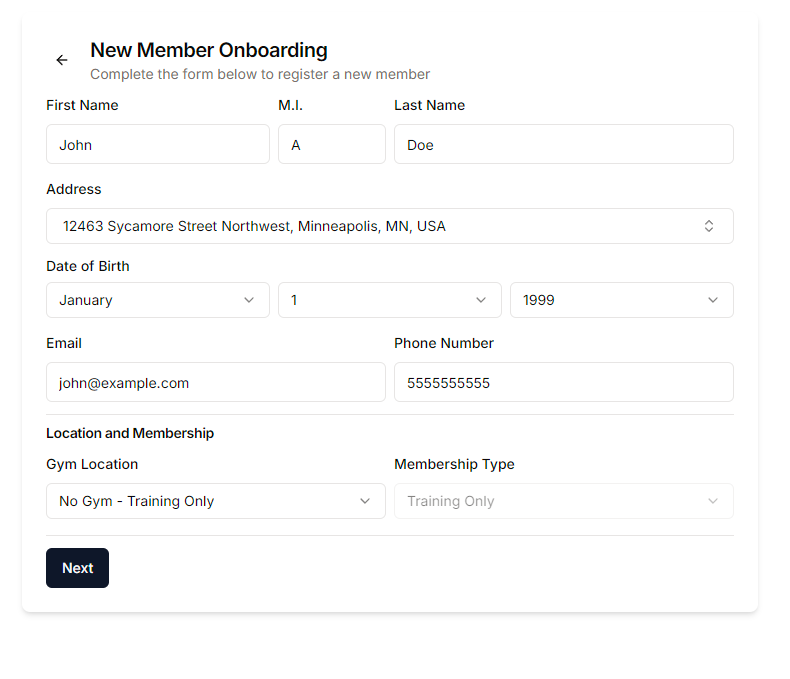 New Member Onboarding
Complete the form below to register a new member
First Name M.I. Last Name
John A Doe
Address
12463 Sycamore Street Northwest, Minneapolis, MN, USA
Date of Birth
January 1 1999
Email Phone Number
john@example.com 5555555555
Location and Membership
Gym Location Membership Type
No Gym - Training Only Training Only
Next